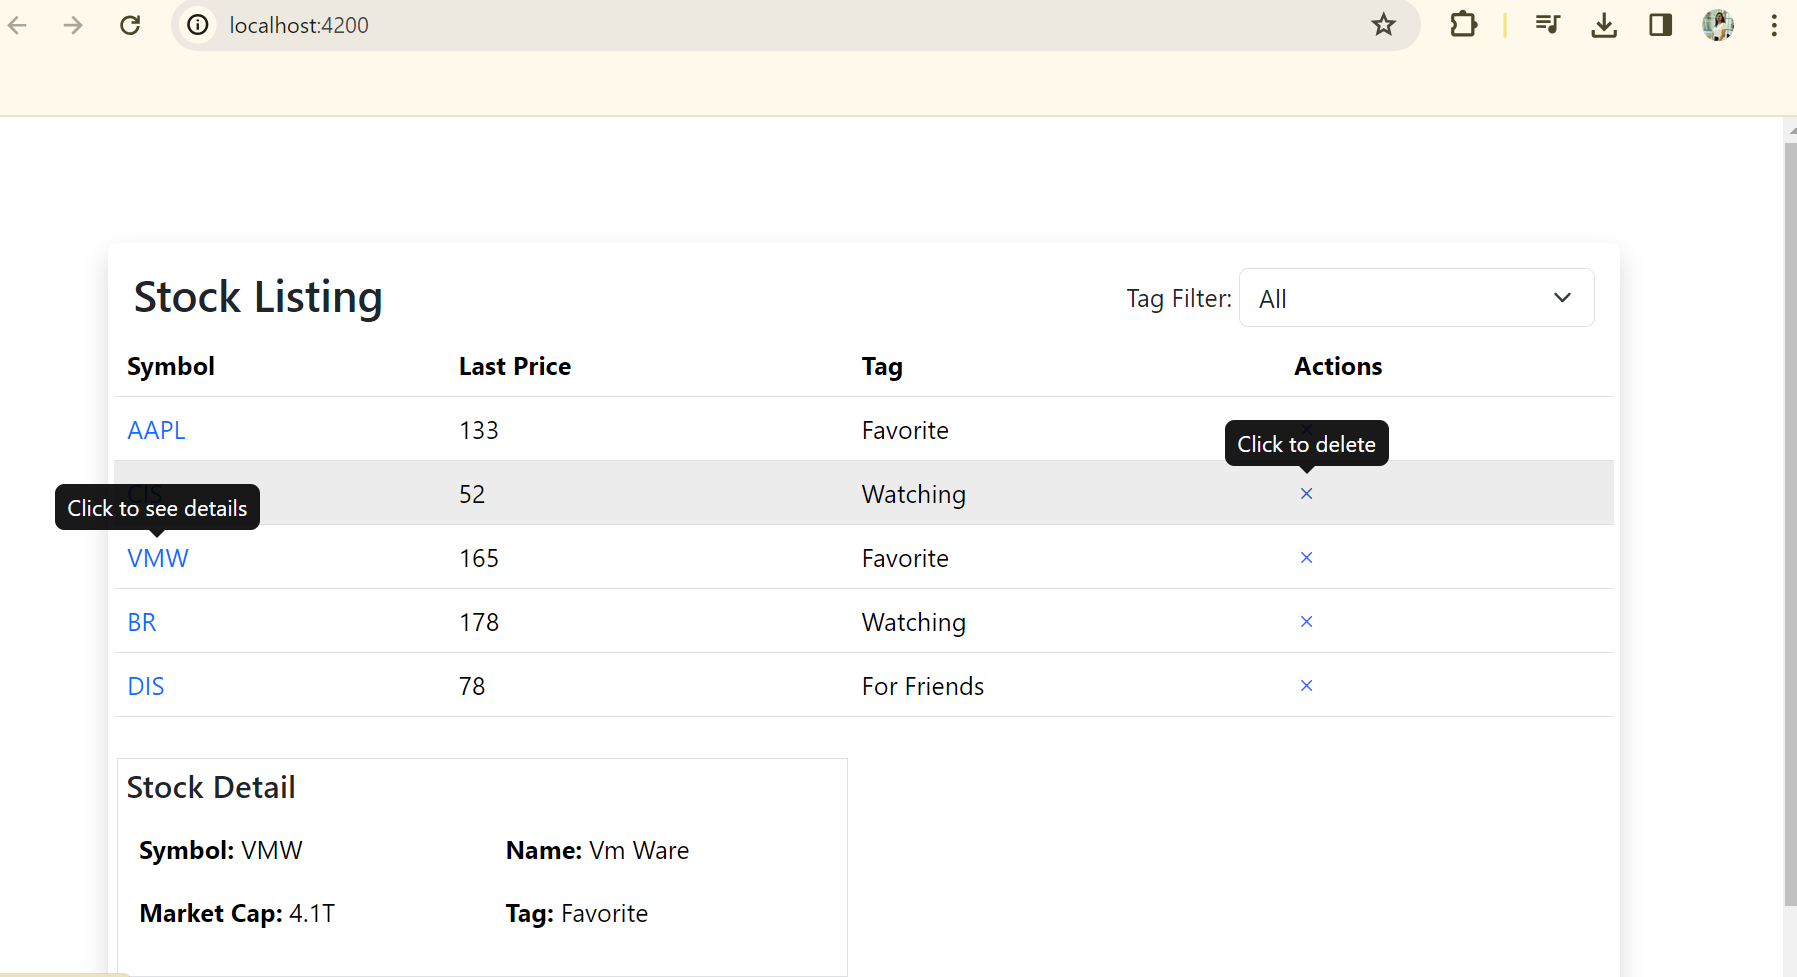 localhost:4200
Stock Listing
Tag Filter: All
Symbol Last Price Tag Actions
AAPL 133 Favorite
Click to delete
52 Watching ×
Click to see details
VMW 165 Favorite ×
BR 178 Watching ×
DIS 78 For Friends ×
Stock Detail
Symbol: VMW Name: Vm Ware
Market Cap: 4.1T Tag: Favorite